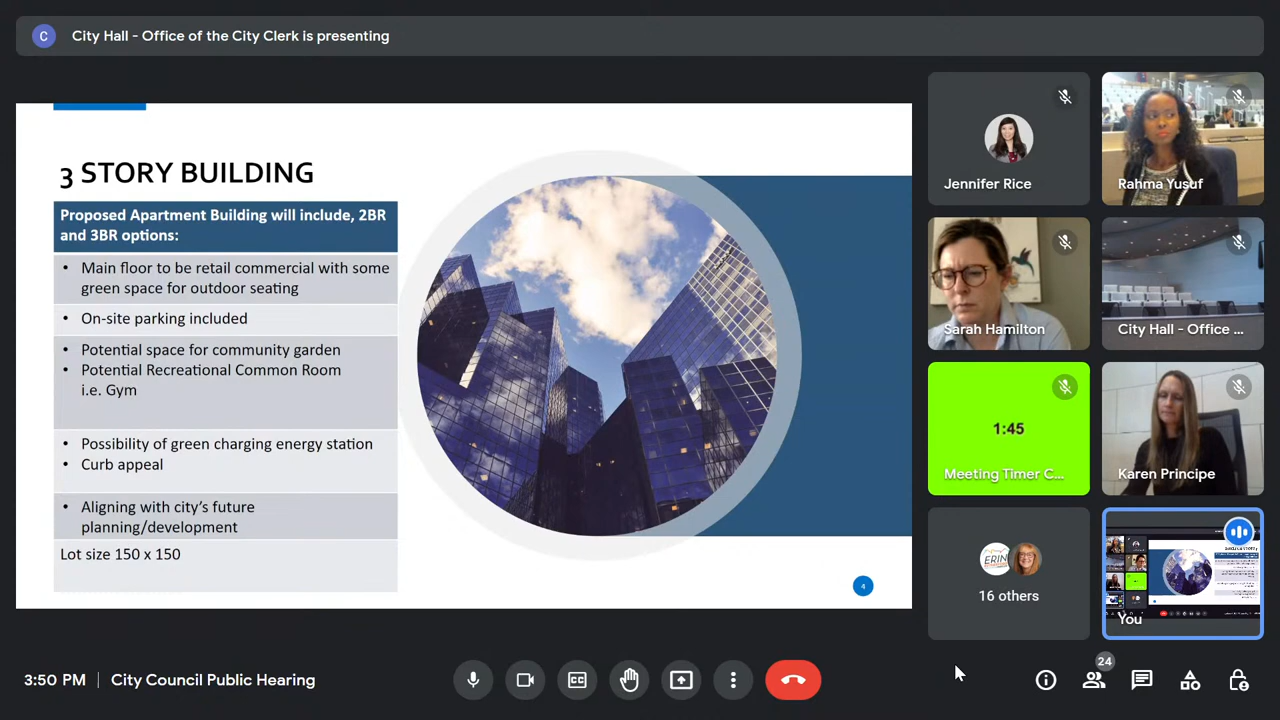 C
City Hall - Office of the City Clerk is presenting
3 STORY BUILDING
Proposed Apartment Building will include, 2BR
and 3BR options:
• Main floor to be retail commercial with some
green space for outdoor seating
• On-site parking included
• Potential space for community garden
• Potential Recreational Common Room
i.e. Gym
• Possibility of green charging energy station
• Curb appeal
• Aligning with city's future
planning/development
Lot size 150 x 150
4
Jennifer Rice
Rahma Yusuf
Sarah Hamilton
City Hall - Office ...
1:45
Meeting Timer C...
Karen Principe
ERIN
16 others
You
3:50 PM | City Council Public Hearing
24